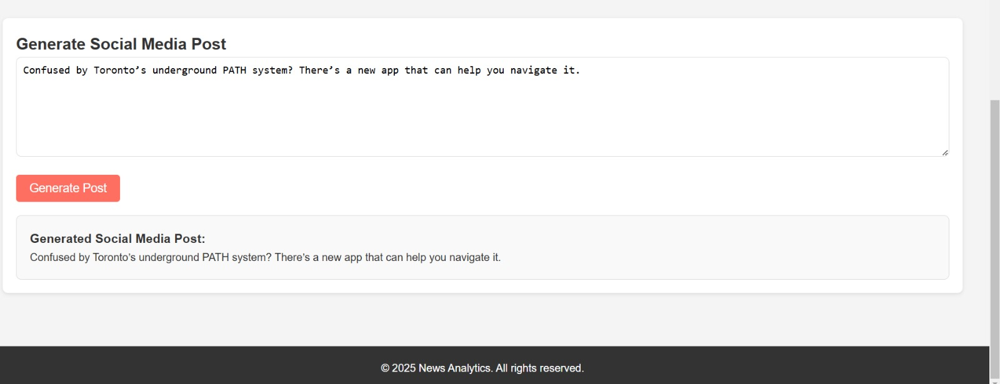 Generate Social Media Post
Confused by Toronto’s underground PATH system? There’s a new app that can help you navigate it.
Generate Post
Generated Social Media Post:
Confused by Toronto’s underground PATH system? There’s a new app that can help you navigate it.
© 2025 News Analytics. All rights reserved.